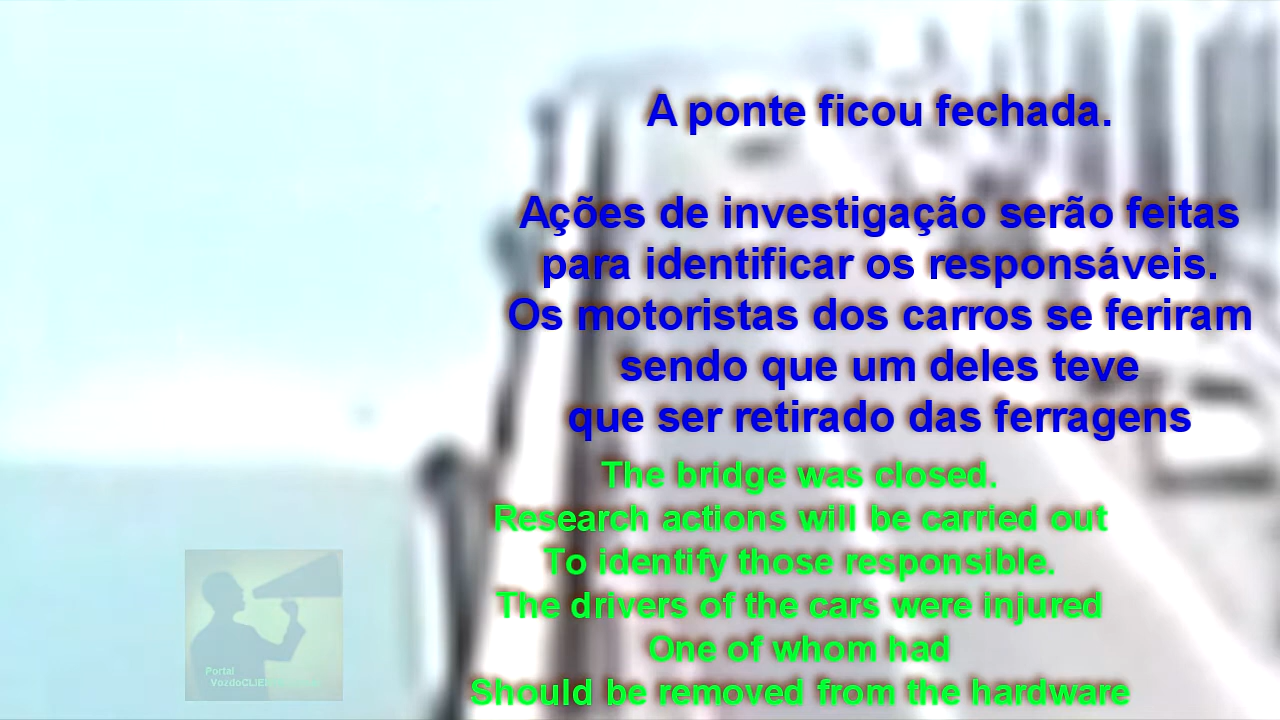 A ponte ficou fechada.
Ações de investigação serão feitas
para identificar os responsáveis.
Os motoristas dos carros se feriram
sendo que um deles teve
que ser retirado das ferragens
The bridge was closed.
Research actions will be carried out
To identify those responsible.
The drivers of the cars were injured
One of whom had
Should be removed from the hardware
Portal